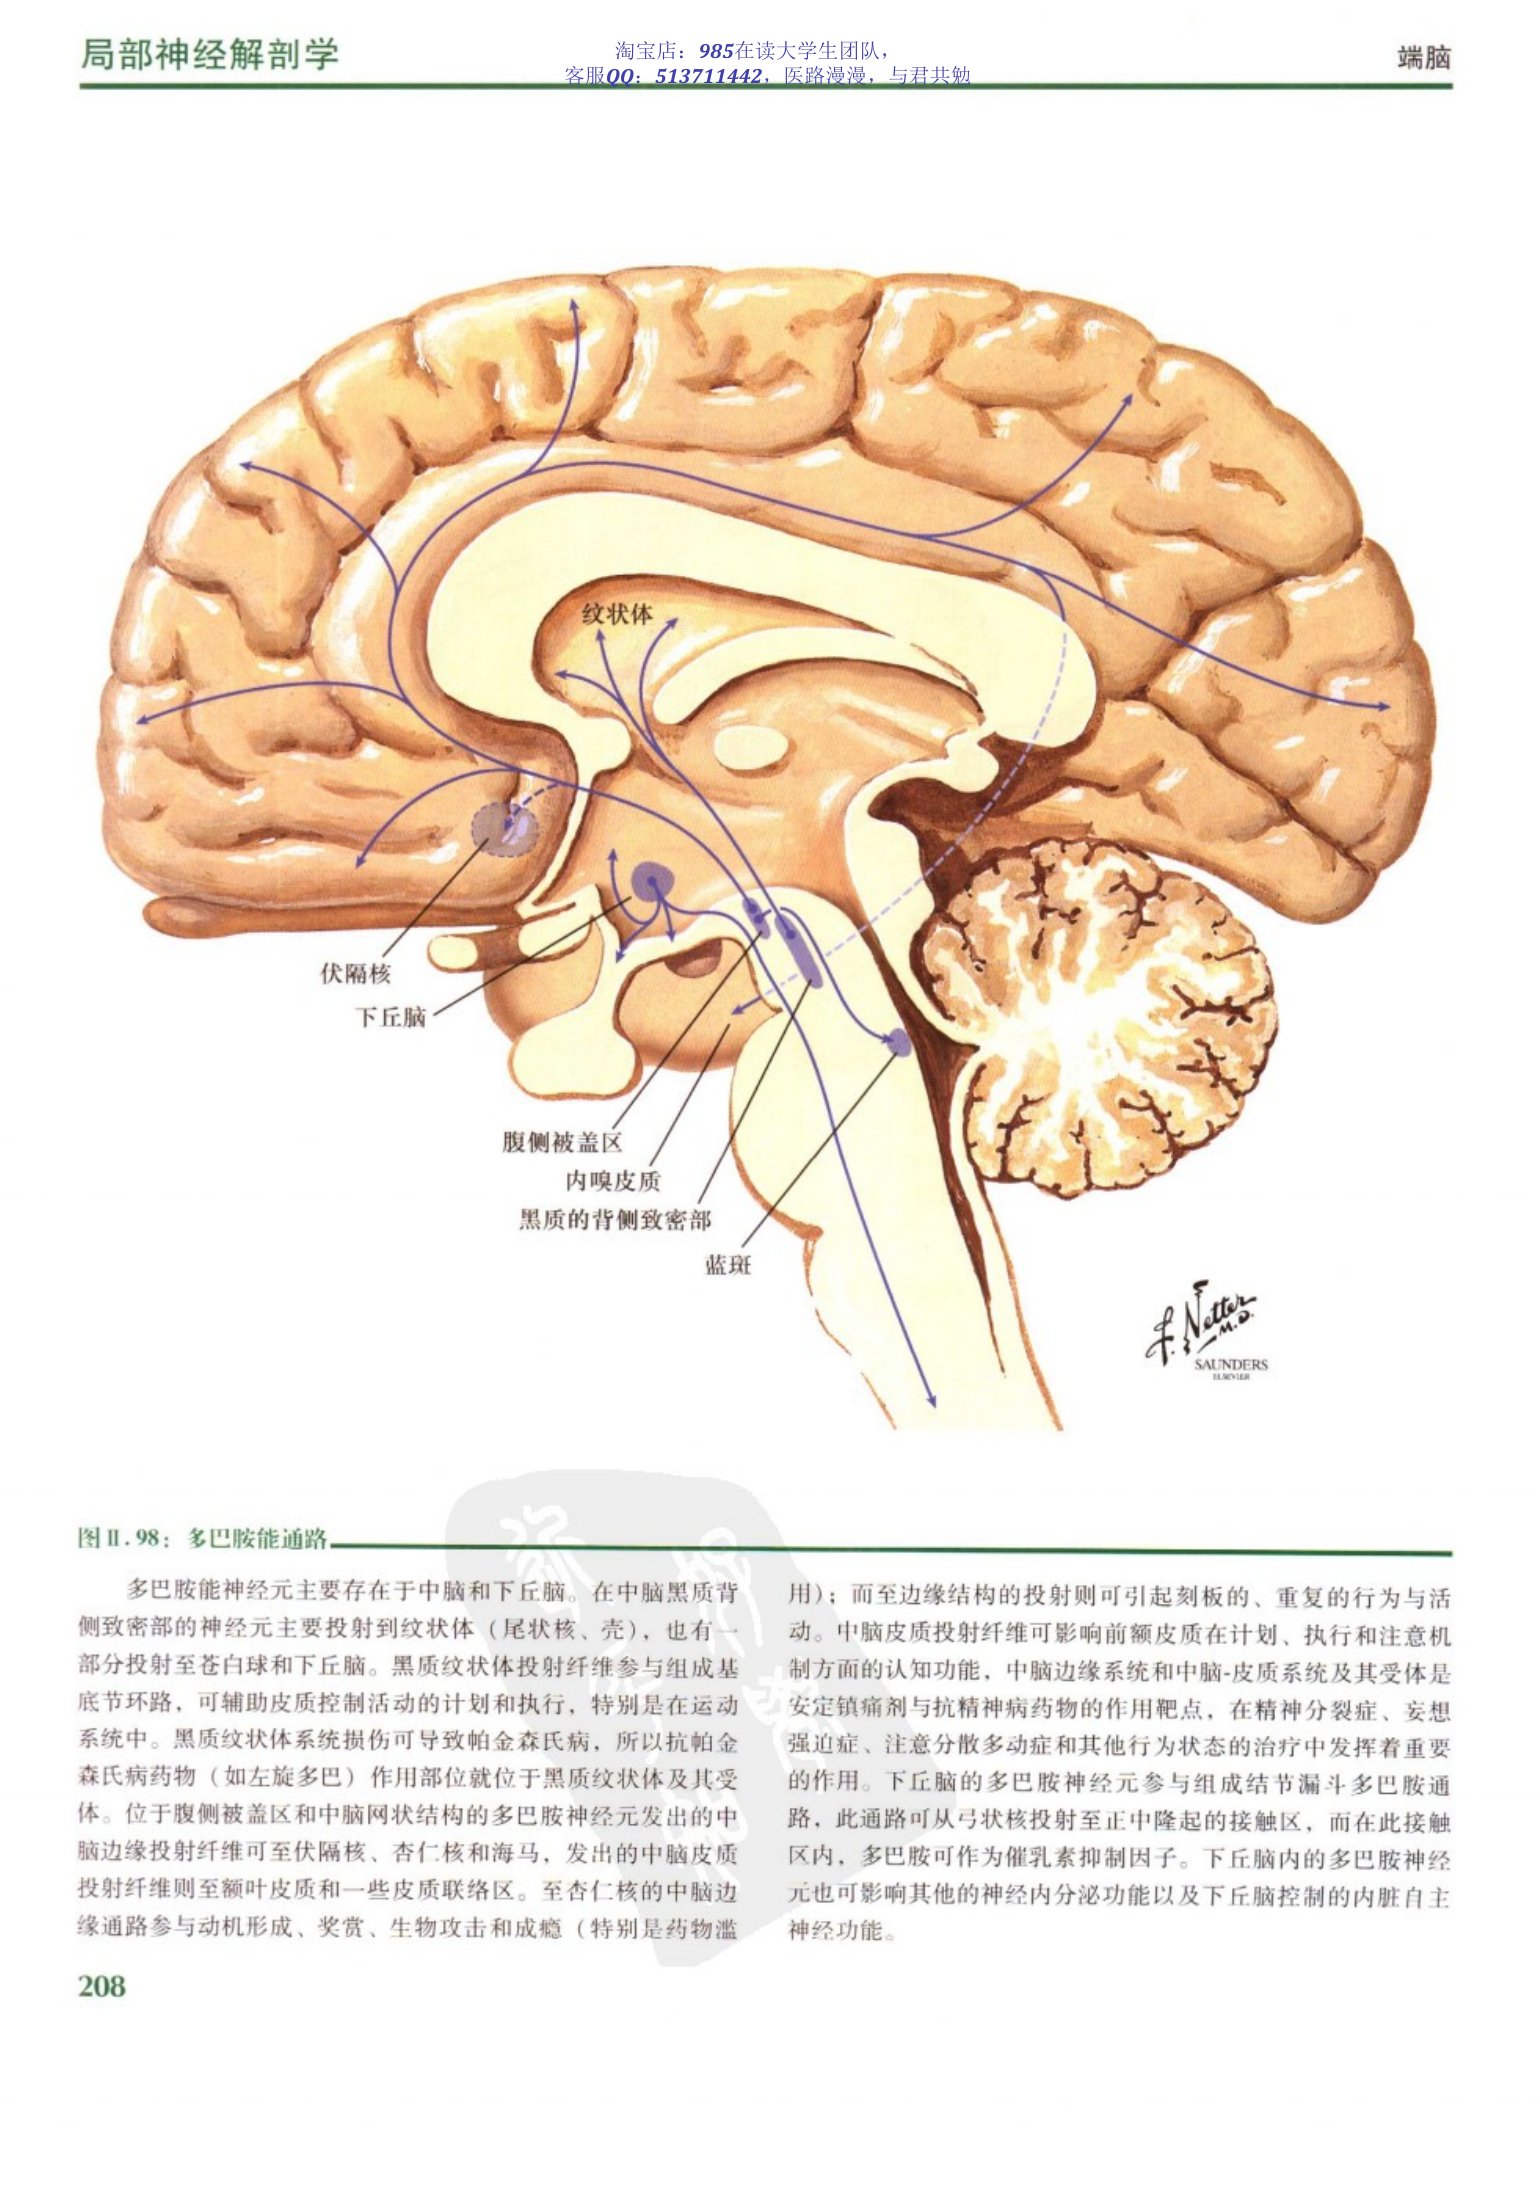 局部神经解剖学
淘宝店：985在读大学生团队，
客服QQ：513711442，医路漫漫，与君共勉
端脑
纹状体
伏隔核
下丘脑
腹侧被盖区
内嗅皮质
黑质的背侧致密部
蓝斑
F. Netter
M.D.
SAUNDERS
ELSEVIER
图Ⅱ.98：多巴胺能通路
多巴胺能神经元主要存在于中脑和下丘脑。在中脑黑质背
侧致密部的神经元主要投射到纹状体（尾状核、壳），也有一
部分投射至苍白球和下丘脑。黑质纹状体投射纤维参与组成基
底节环路，可辅助皮质控制活动的计划和执行，特别是在运动
系统中。黑质纹状体系统损伤可导致帕金森氏病，所以抗帕金
森氏病药物（如左旋多巴）作用部位就位于黑质纹状体及其受
体。位于腹侧被盖区和中脑网状结构的多巴胺神经元发出的中
脑边缘投射纤维可至伏隔核、杏仁核和海马，发出的中脑皮质
投射纤维则至额叶皮质和一些皮质联络区。至杏仁核的中脑边
缘通路参与动机形成、奖赏、生物攻击和成瘾（特别是药物滥
用）；而至边缘结构的投射则可引起刻板的、重复的行为与活
动。中脑皮质投射纤维可影响前额皮质在计划、执行和注意机
制方面的认知功能，中脑边缘系统和中脑-皮质系统及其受体是
安定镇痛剂与抗精神病药物的作用靶点，在精神分裂症、妄想
强迫症、注意分散多动症和其他行为状态的治疗中发挥着重要
的作用。下丘脑的多巴胺神经元参与组成结节漏斗多巴胺通
路，此通路可从弓状核投射至正中隆起的接触区，而在此接触
区内，多巴胺可作为催乳素抑制因子。下丘脑内的多巴胺神经
元也可影响其他的神经内分泌功能以及下丘脑控制的内脏自主
神经功能。
208